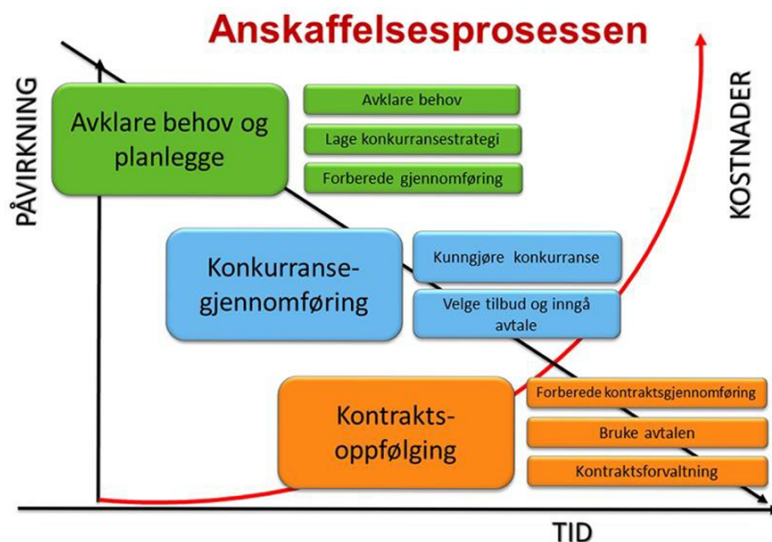 Anskaffelsesprosessen
PÅVIRKNING
KOSTNADER
Avklare behov og
planlegge
Avklare behov
Lage konkurransestrategi
Forberede gjennomføring
Konkurranse-
gjennomføring
Kunngjøre konkurranse
Velge tilbud og inngå
avtale
Kontrakts-
oppfølging
Forberede kontraktsgjennomføring
Bruke avtalen
Kontraktsforvaltning
TID